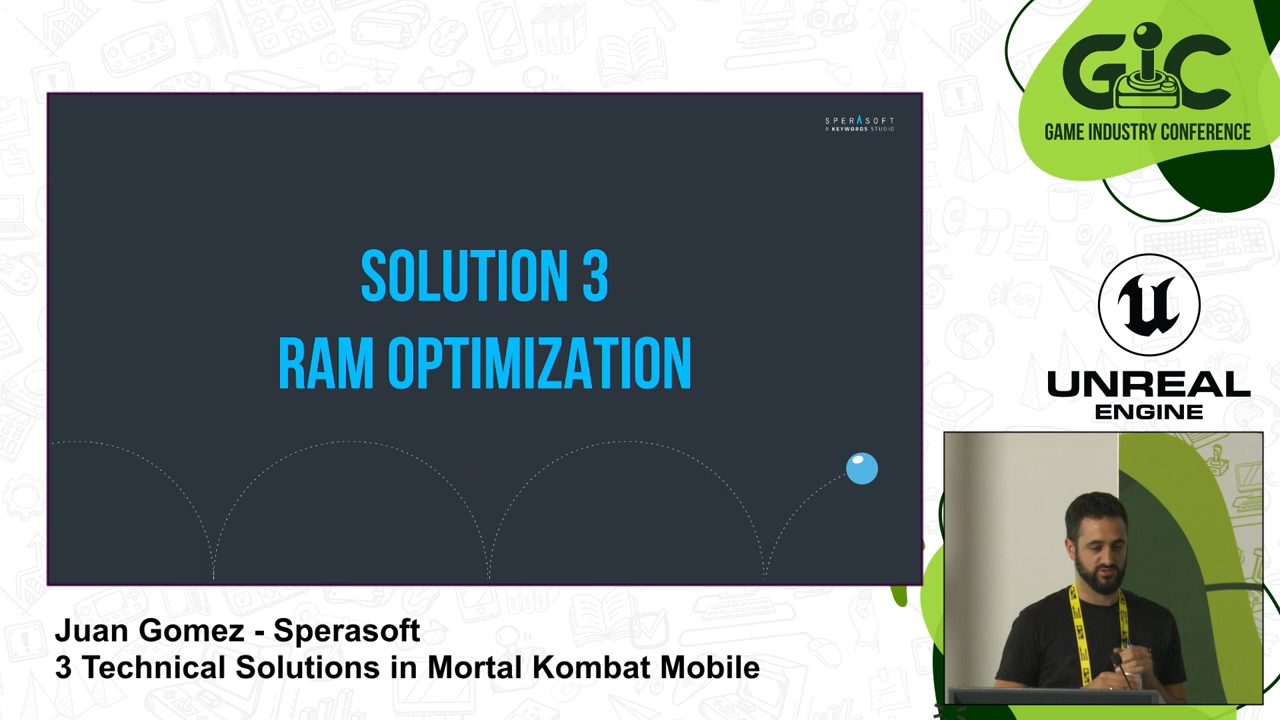 SPERASOFT
A KEYWORDS STUDIO
SOLUTION 3
RAM OPTIMIZATION
GIC
GAME INDUSTRY CONFERENCE
UNREAL
ENGINE
Juan Gomez - Sperasoft
3 Technical Solutions in Mortal Kombat Mobile